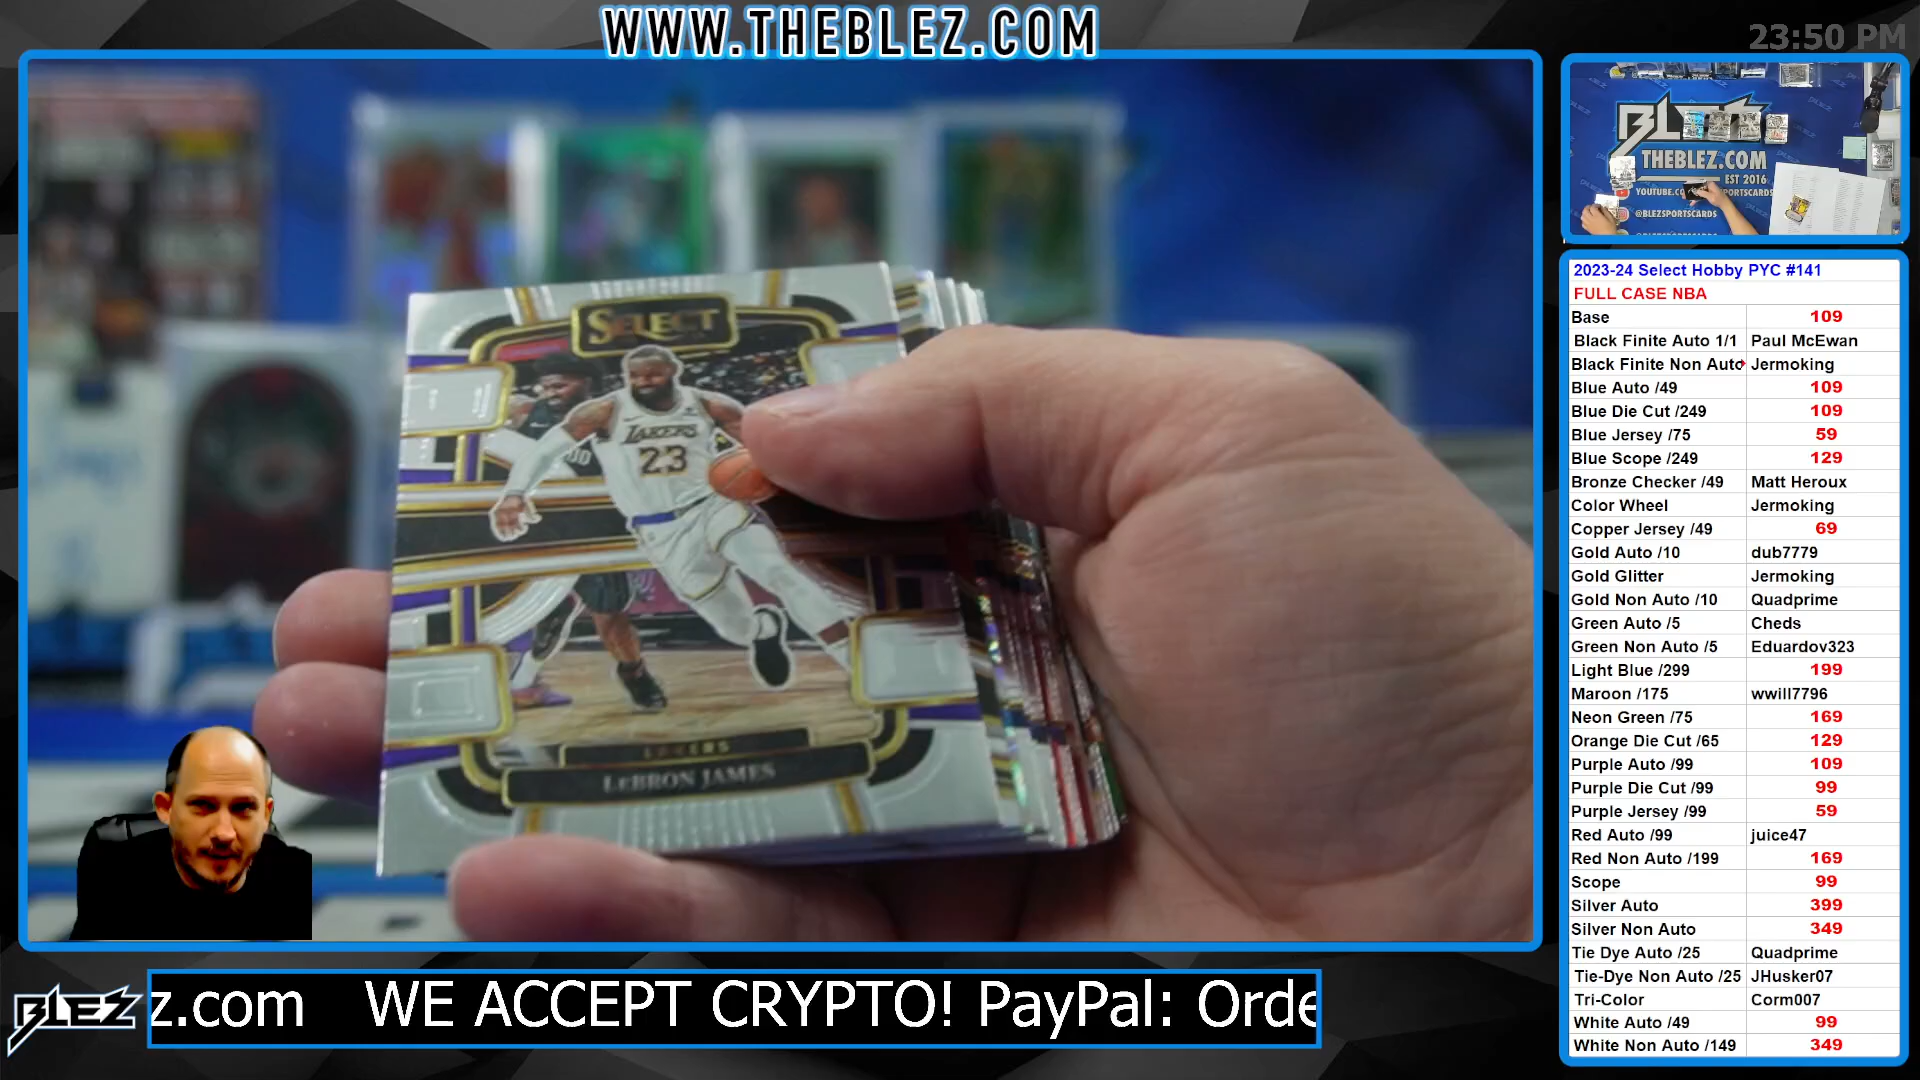 WWW.THEBLEZ.COM
23:50 PM
SELECT
LAKERS
23
00
LAKERS
LEBRON JAMES
BLEZ
THEBLEZ.COM
EST 2016
@BLEZSPORTSCARDS
2023-24 Select Hobby PYC #141
FULL CASE NBA
Base 109
Black Finite Auto 1/1 Paul McEwan
Black Finite Non Auto Jermoking
Blue Auto /49 109
Blue Die Cut /249 109
Blue Jersey /75 59
Blue Scope /249 129
Bronze Checker /49 Matt Heroux
Color Wheel Jermoking
Copper Jersey /49 69
Gold Auto /10 dub7779
Gold Glitter Jermoking
Gold Non Auto /10 Quadprime
Green Auto /5 Cheds
Green Non Auto /5 Eduardov323
Light Blue /299 199
Maroon /175 wwill7796
Neon Green /75 169
Orange Die Cut /65 129
Purple Auto /99 109
Purple Die Cut /99 99
Purple Jersey /99 59
Red Auto /99 juice47
Red Non Auto /199 169
Scope 99
Silver Auto 399
Silver Non Auto 349
Tie Dye Auto /25 Quadprime
Tie-Dye Non Auto /25 JHusker07
Tri-Color Corm007
White Auto /49 99
White Non Auto /149 349
BLEZ
z.com WE ACCEPT CRYPTO! PayPal: Orde